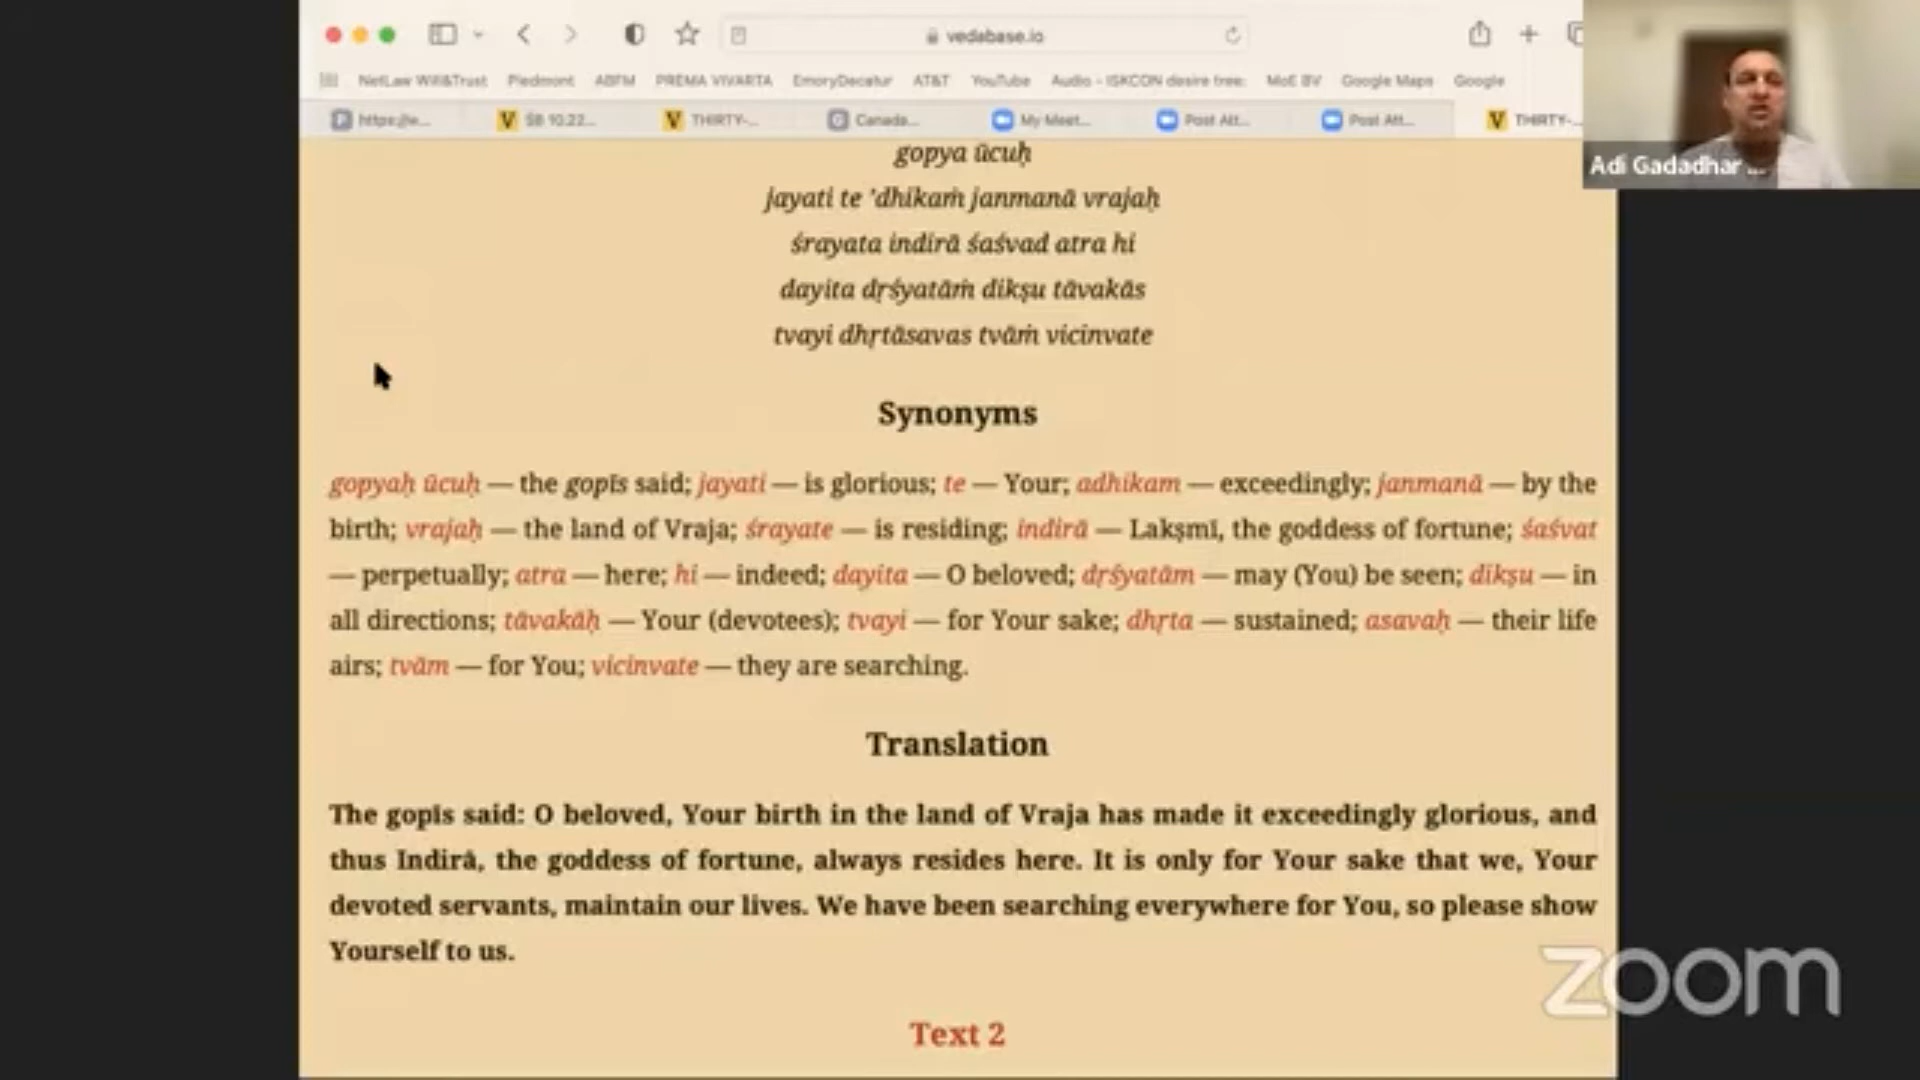 vedabase.io
NetLaw Will&Trust Piedmont ABFM PREMA VIVARTA EmoryDecatur AT&T YouTube Audio - ISKCON desire tree: MoE BV Google Maps Google
SB 10.22... THIRTY-... Canada... My Meet... Post Att... Post Att... THIRTY-...
Adi Gadadhar ...
gopya ūcuḥ
jayati te ’dhikaṁ janmanā vrajaḥ
śrayata indirā śaśvad atra hi
dayita dṛśyatāṁ dikṣu tāvakās
tvayi dhṛtāsavas tvāṁ vicinvate
Synonyms
gopyaḥ ūcuḥ — the gopīs said; jayati — is glorious; te — Your; adhikam — exceedingly; janmanā — by the
birth; vrajaḥ — the land of Vraja; śrayate — is residing; indirā — Lakṣmī, the goddess of fortune; śaśvat
— perpetually; atra — here; hi — indeed; dayita — O beloved; dṛśyatām — may (You) be seen; dikṣu — in
all directions; tāvakāḥ — Your (devotees); tvayi — for Your sake; dhṛta — sustained; asavaḥ — their life
airs; tvām — for You; vicinvate — they are searching.
Translation
The gopīs said: O beloved, Your birth in the land of Vraja has made it exceedingly glorious, and
thus Indirā, the goddess of fortune, always resides here. It is only for Your sake that we, Your
devoted servants, maintain our lives. We have been searching everywhere for You, so please show
Yourself to us.
Text 2
zoom